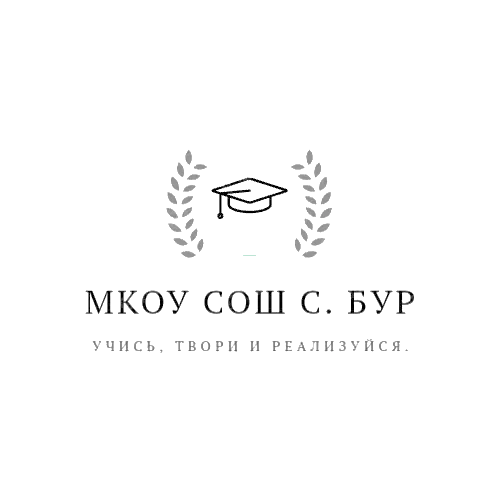 МКОУ СОШ С. БУР
УЧИСЬ, ТВОРИ И РЕАЛИЗУЙСЯ.